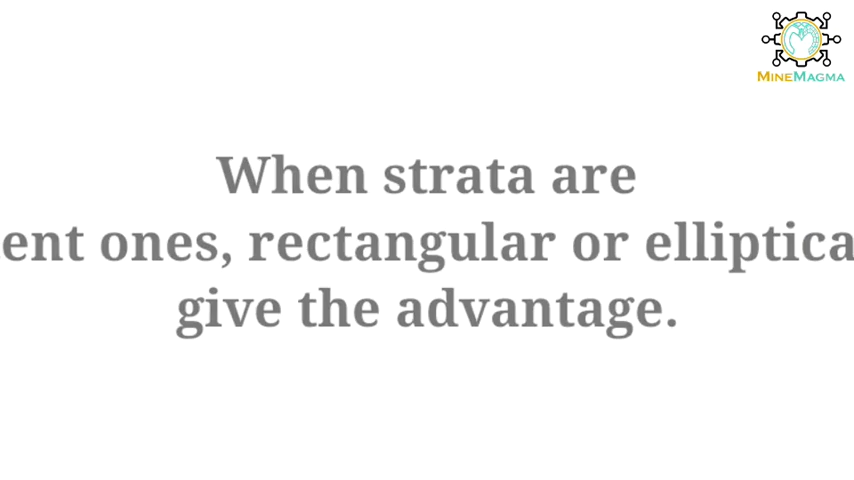 MineMagma
When strata are
ent ones, rectangular or elliptica
give the advantage.